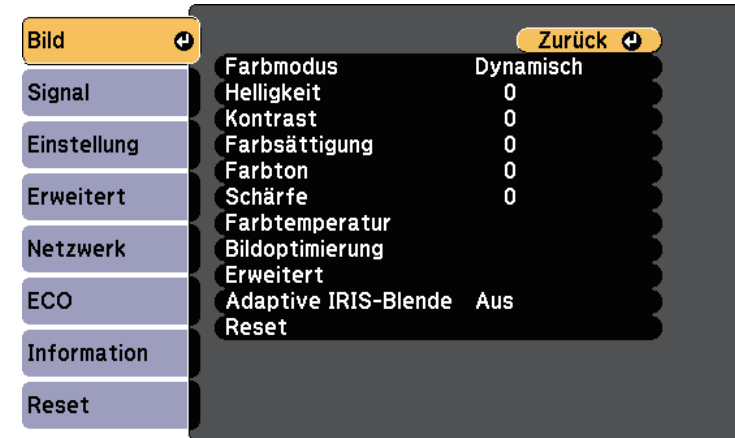 Bild
Signal
Einstellung
Erweitert
Netzwerk
ECO
Information
Reset
Zurück
Farbmodus Dynamisch
Helligkeit 0
Kontrast 0
Farbsättigung 0
Farbton 0
Schärfe 0
Farbtemperatur
Bildoptimierung
Erweitert
Adaptive IRIS-Blende Aus
Reset